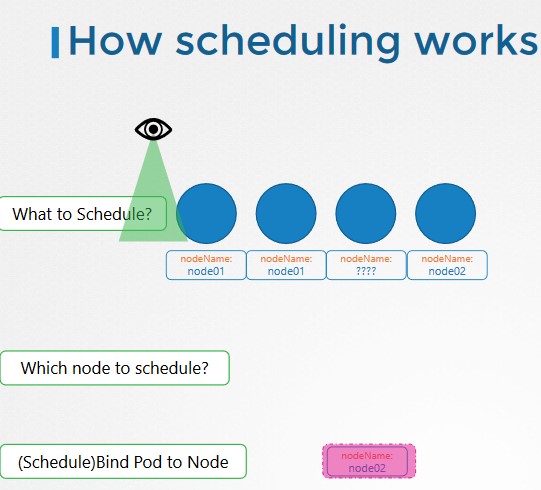 How scheduling works
What to Schedule?
nodeName:
node01
nodeName:
node01
nodeName:
????
nodeName:
node02
Which node to schedule?
(Schedule)Bind Pod to Node
nodeName:
node02